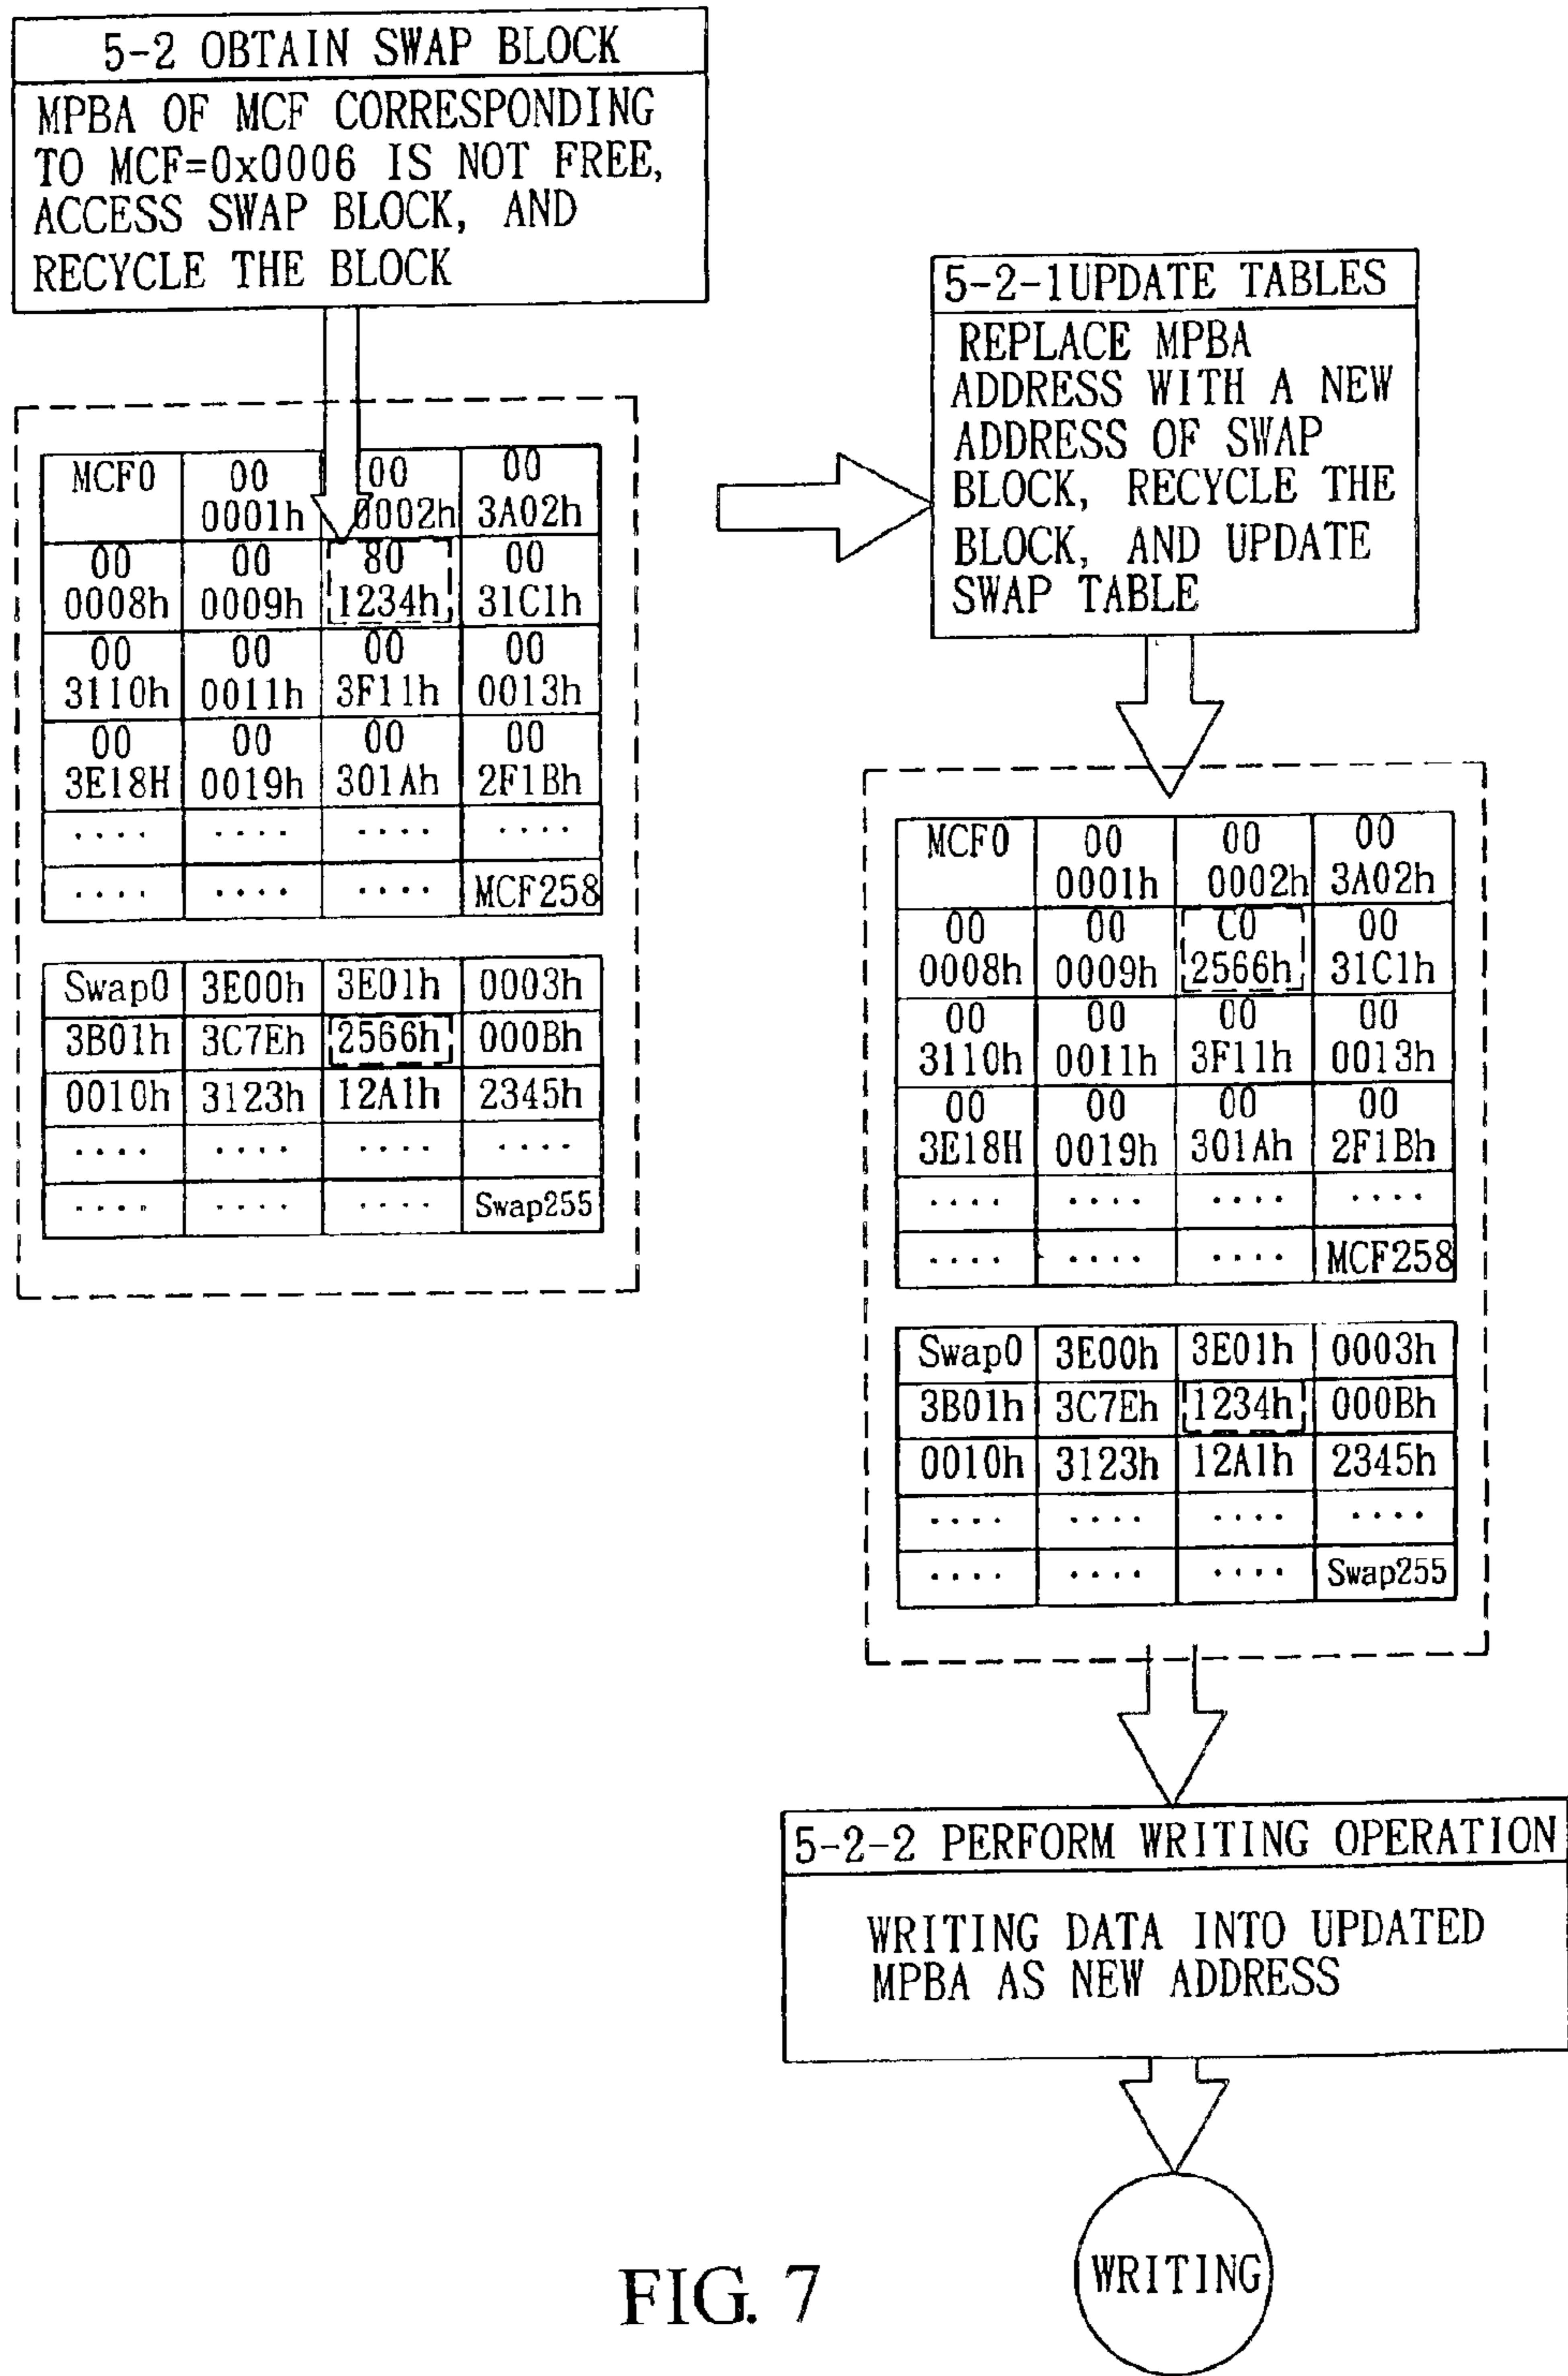 5-2 OBTAIN SWAP BLOCK
MPBA OF MCF CORRESPONDING
TO MCF=0x0006 IS NOT FREE,
ACCESS SWAP BLOCK, AND
RECYCLE THE BLOCK
MCF0 00 00 00
0001h 0002h 3A02h
00 00 80 00
0008h 0009h 1234h 31C1h
00 00 00 00
3110h 0011h 3F11h 0013h
00 00 00 00
3E18H 0019h 301Ah 2F1Bh
.... .... .... ....
.... .... .... MCF258
Swap0 3E00h 3E01h 0003h
3B01h 3C7Eh 2566h 000Bh
0010h 3123h 12A1h 2345h
.... .... .... ....
.... .... .... Swap255
5-2-1UPDATE TABLES
REPLACE MPBA
ADDRESS WITH A NEW
ADDRESS OF SWAP
BLOCK, RECYCLE THE
BLOCK, AND UPDATE
SWAP TABLE
MCF0 00 00 00
0001h 0002h 3A02h
00 00 C0 00
0008h 0009h 2566h 31C1h
00 00 00 00
3110h 0011h 3F11h 0013h
00 00 00 00
3E18H 0019h 301Ah 2F1Bh
.... .... .... ....
.... .... .... MCF258
Swap0 3E00h 3E01h 0003h
3B01h 3C7Eh 1234h 000Bh
0010h 3123h 12A1h 2345h
.... .... .... ....
.... .... .... Swap255
5-2-2 PERFORM WRITING OPERATION
WRITING DATA INTO UPDATED
MPBA AS NEW ADDRESS
WRITING
FIG. 7